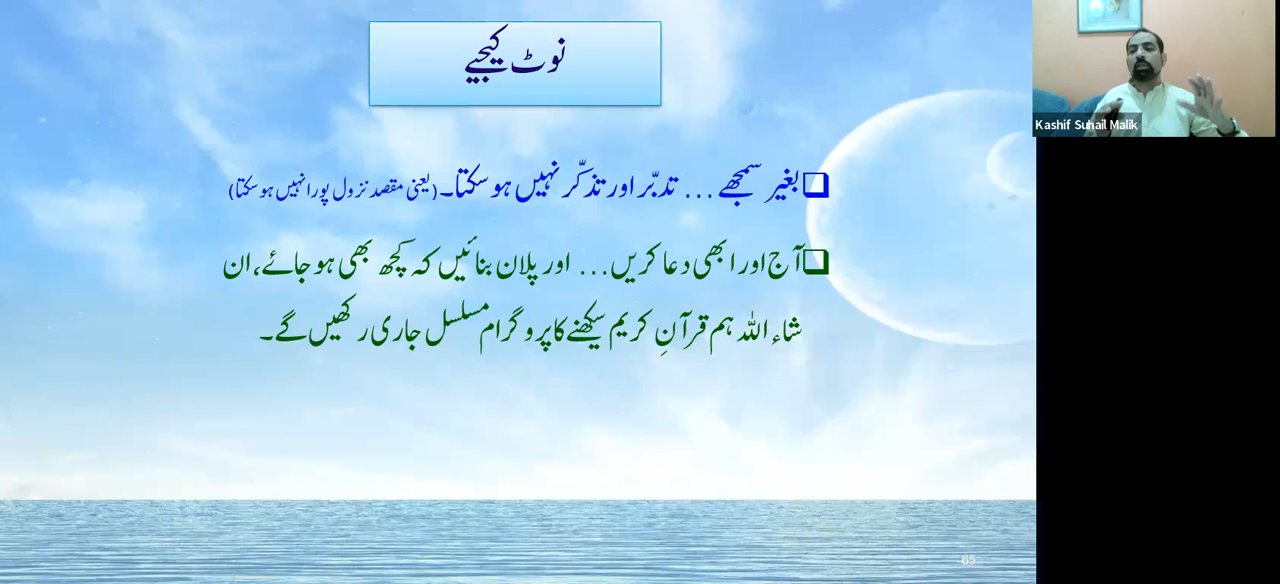 نوٹ کیجیے
بغیر سمجھے ... تدبّر اور تذکّر نہیں ہو سکتا۔ (یعنی مقصد نزول پورا نہیں ہو سکتا)
آج اور ابھی دعا کریں... اور پلان بنائیں کہ کچھ بھی ہو جائے، ان
شاء اللہ ہم قرآنِ کریم سیکھنے کا پروگرام مسلسل جاری رکھیں گے۔
Kashif Suhail Malik
65